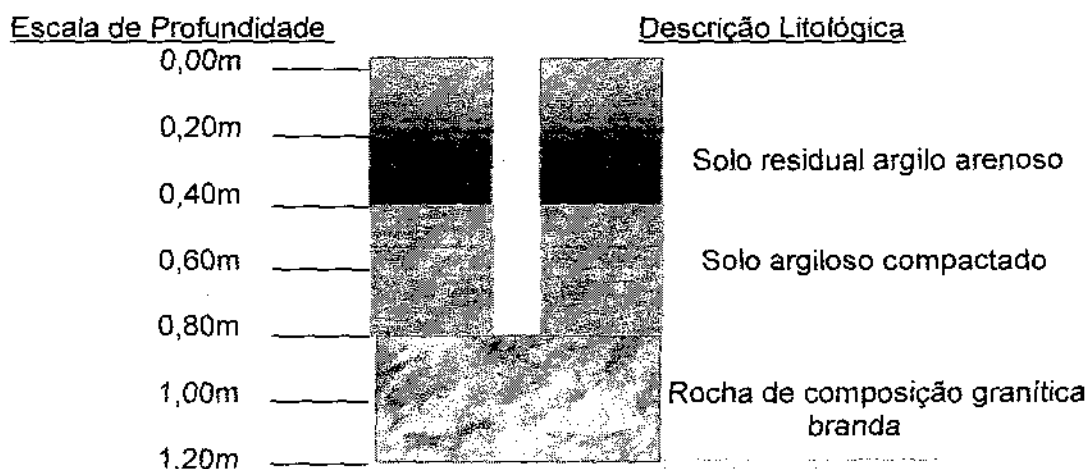 Escala de Profundidade
Descrição Litológica
0,00m
0,20m
Solo residual argilo arenoso
0,40m
0,60m
Solo argiloso compactado
0,80m
1,00m
Rocha de composição granítica
branda
1,20m